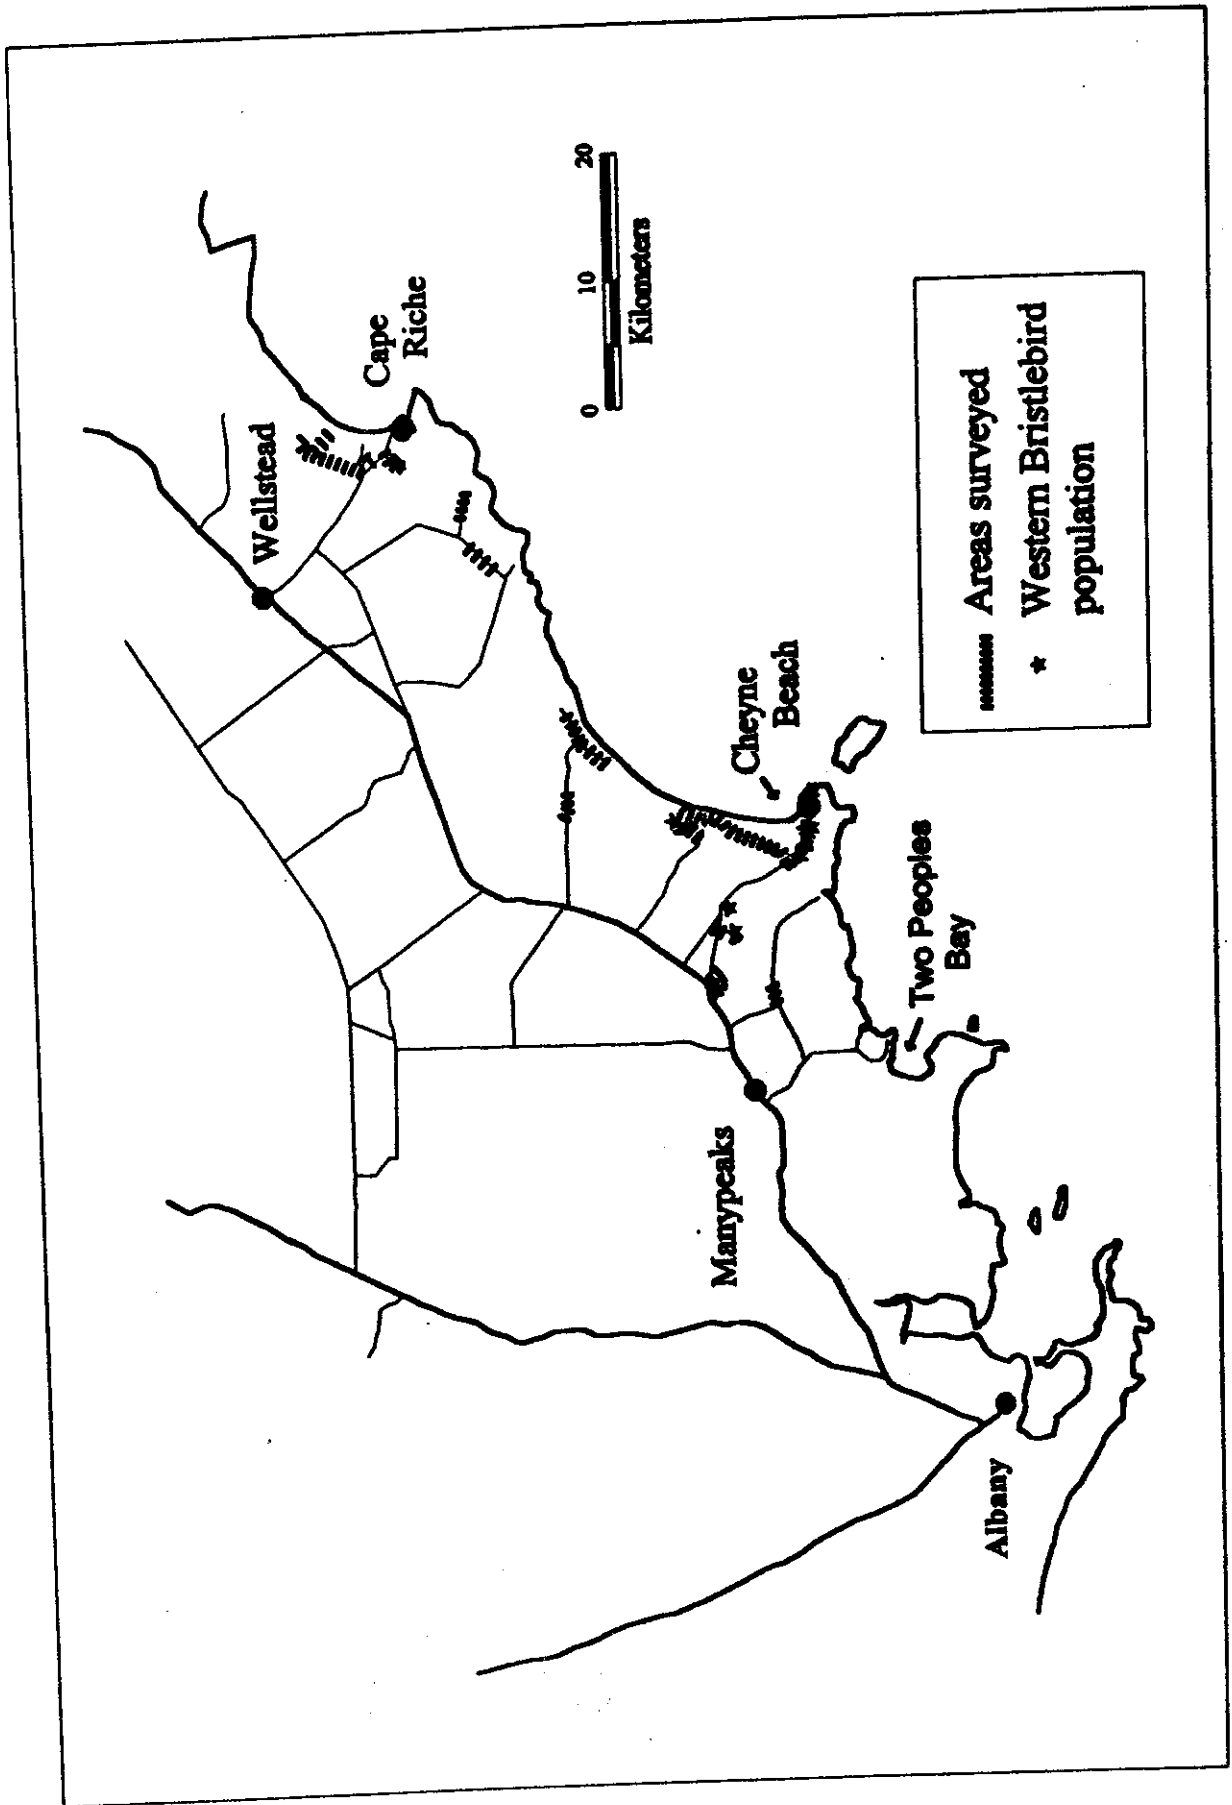 Wellstead
Cape
Riche
0 10 20
Kilometers
Cheyne
Beach
Manypeaks
Two Peoples
Bay
Albany
Areas surveyed
* Western Bristlebird
population